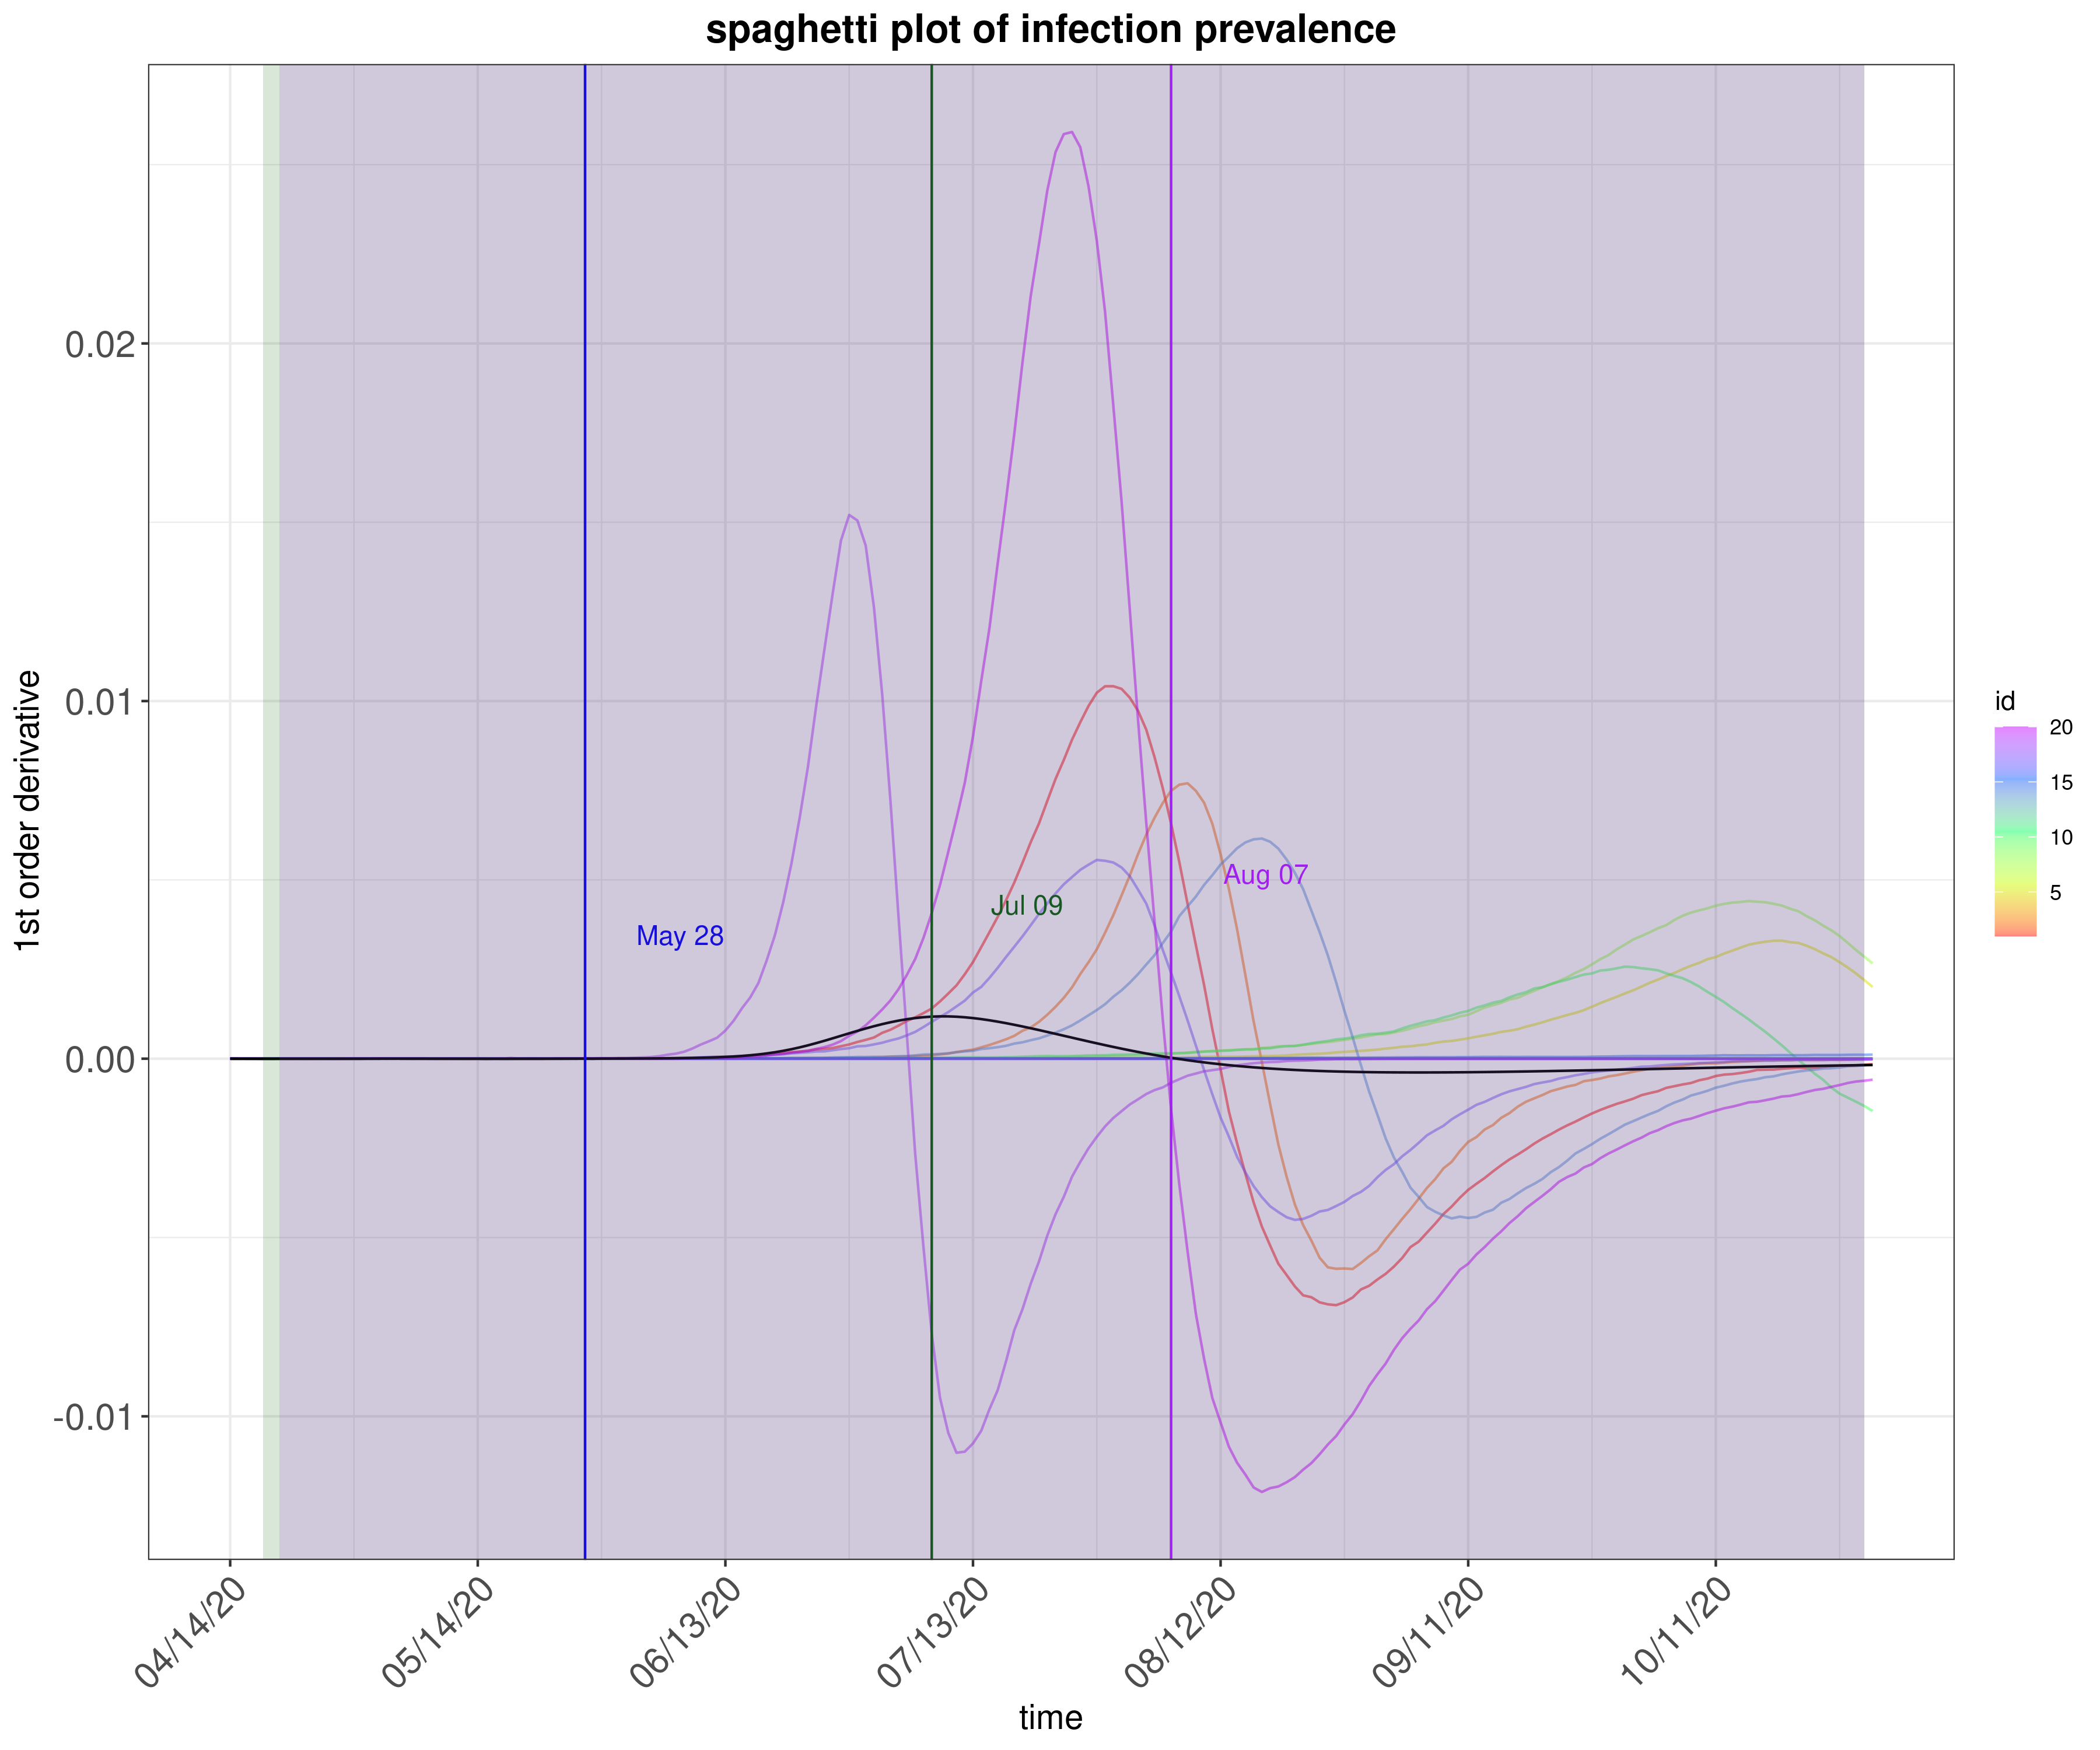 spaghetti plot of infection prevalence
1st order derivative
0.02
0.01
0.00
-0.01
May 28
Jul 09
Aug 07
id
20
15
10
5
04/14/20
05/14/20
06/13/20
07/13/20
08/12/20
09/11/20
10/11/20
time